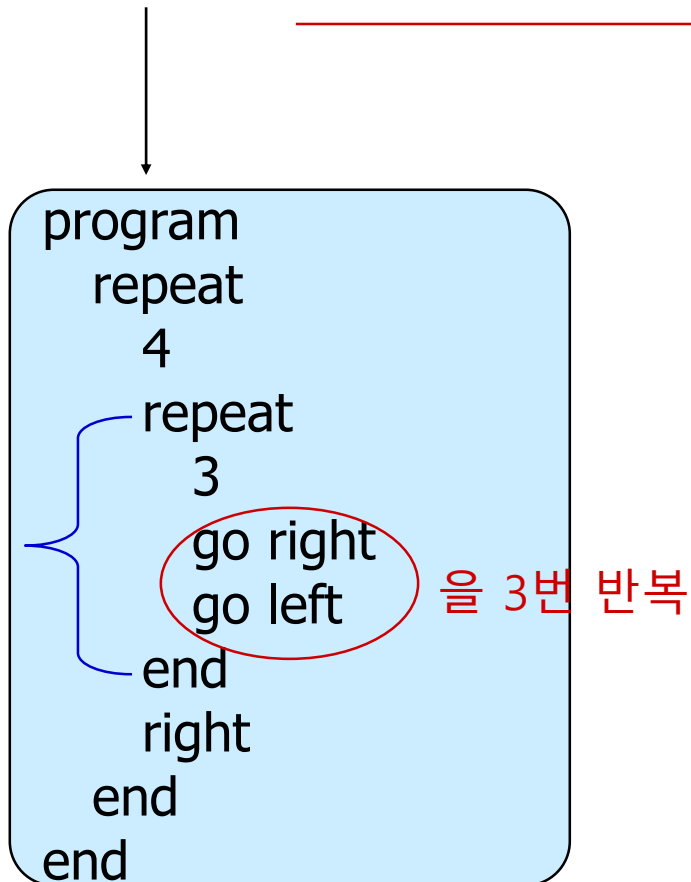 program
repeat
4
repeat
3
go right
go left
을 3번 반복
end
right
end
end